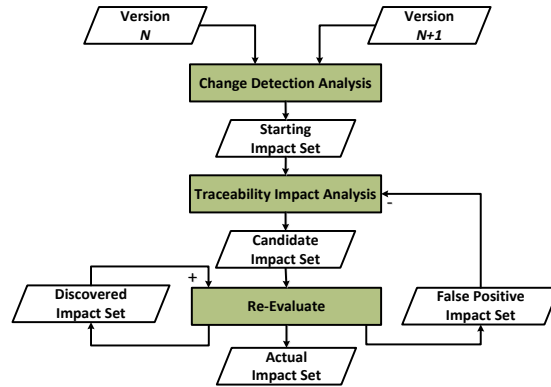 Version
N
Version
N+1
Change Detection Analysis
Starting
Impact Set
Traceability Impact Analysis
-
Candidate
Impact Set
+
Discovered
Impact Set
Re-Evaluate
False Positive
Impact Set
Actual
Impact Set